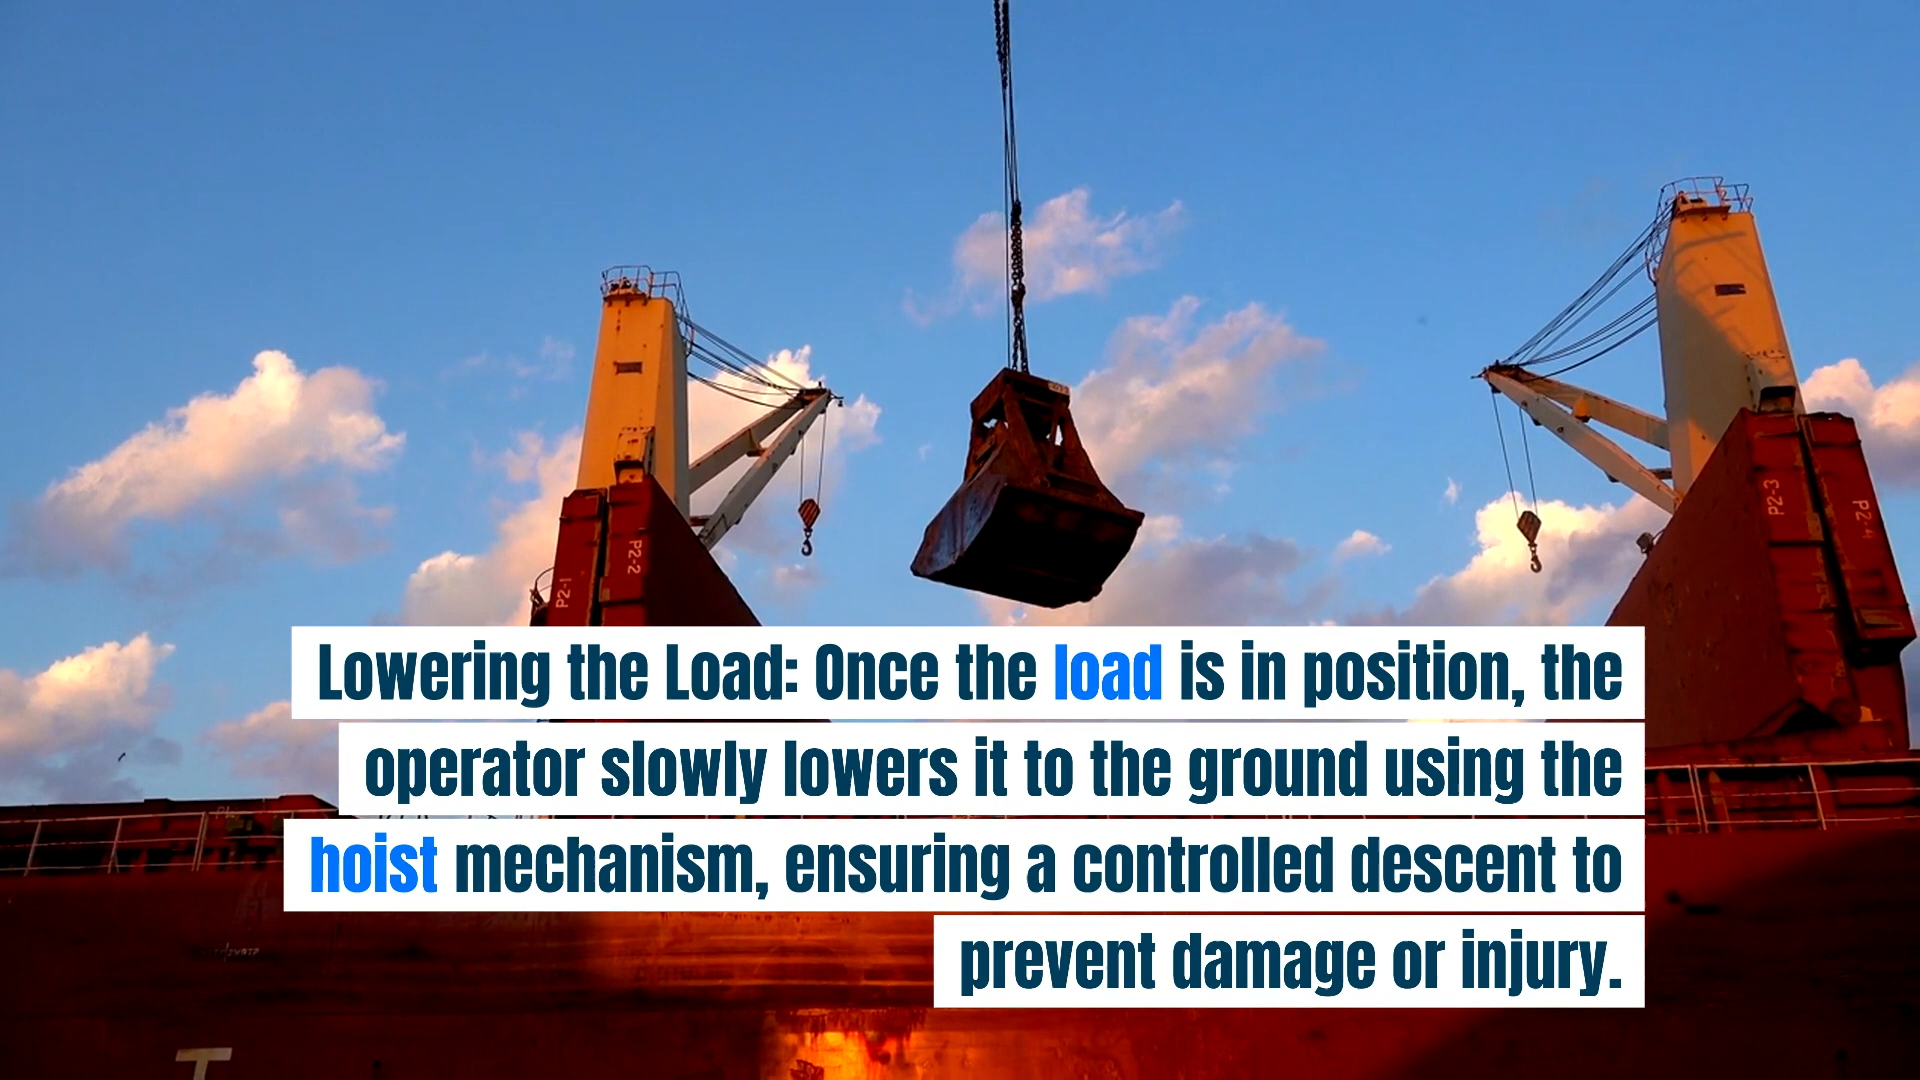 P2-1
P2-2
P2-3
P2-4
Lowering the Load: Once the load is in position, the
operator slowly lowers it to the ground using the
hoist mechanism, ensuring a controlled descent to
prevent damage or injury.